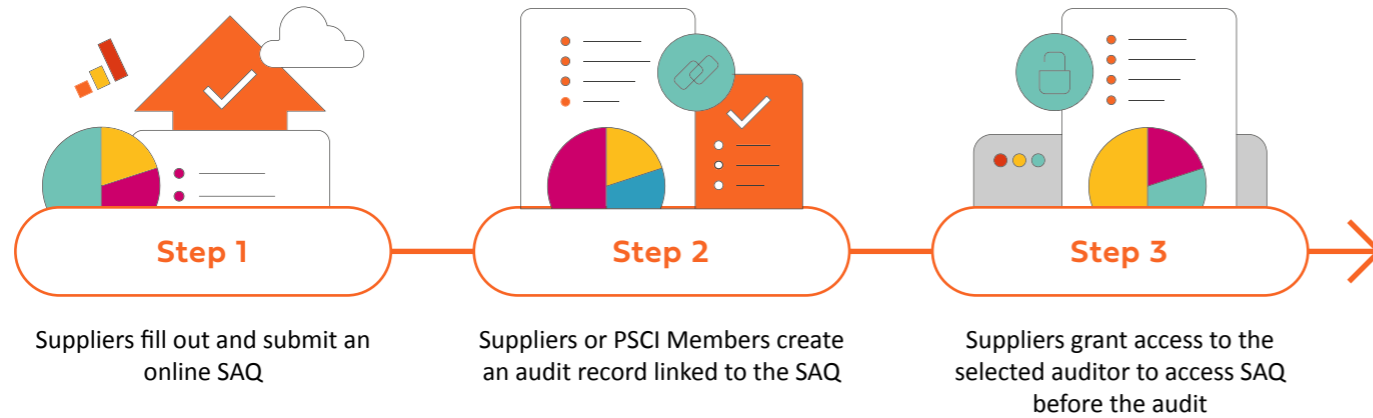 Step 1
Step 2
Step 3
Suppliers fill out and submit an
online SAQ
Suppliers or PSCI Members create
an audit record linked to the SAQ
Suppliers grant access to the
selected auditor to access SAQ
before the audit